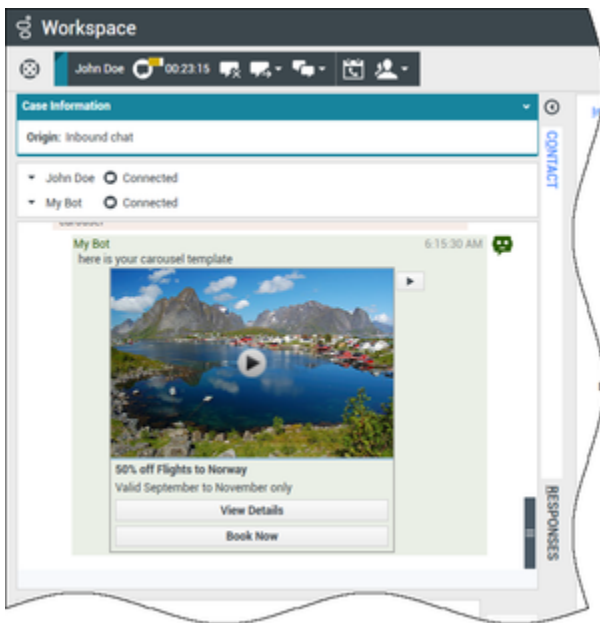 Workspace
John Doe 00:23:15
Case Information
Origin: Inbound chat
CONTACT
John Doe Connected
My Bot Connected
carousel
My Bot 6:15:30 AM
here is your carousel template
50% off Flights to Norway
Valid September to November only
View Details
Book Now
RESPONSES